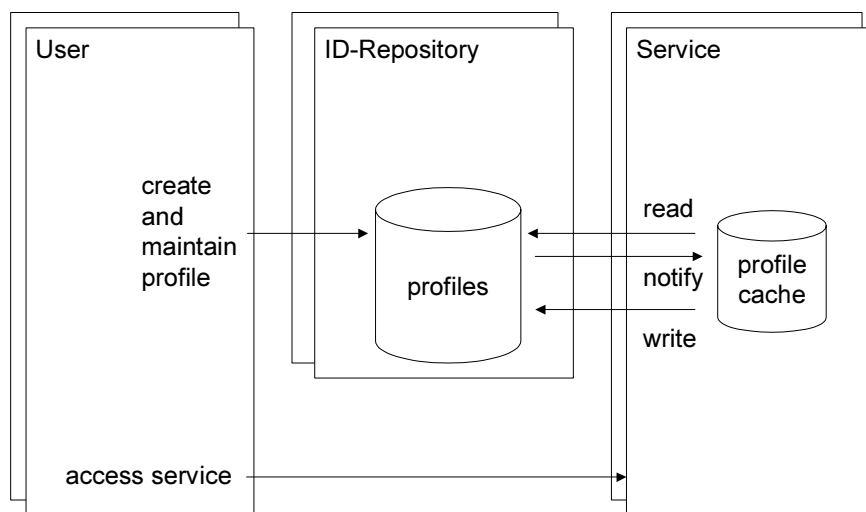 User
ID-Repository
Service
create
and
maintain
profile
profiles
read
notify
write
profile
cache
access service